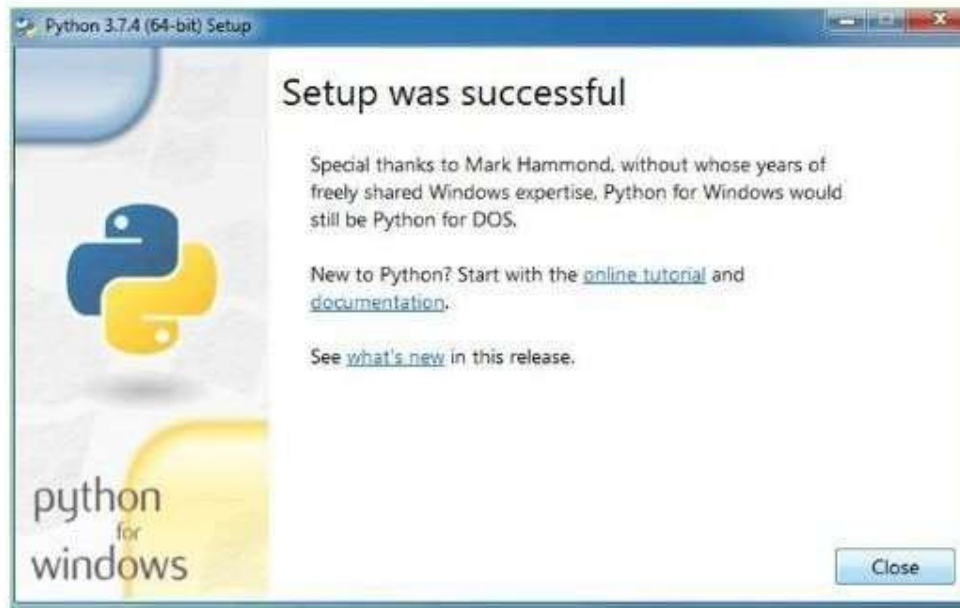 Python 3.7.4 (64-bit) Setup
Setup was successful
Special thanks to Mark Hammond, without whose years of
freely shared Windows expertise, Python for Windows would
still be Python for DOS.
New to Python? Start with the online tutorial and
documentation.
See what's new in this release.
python
for
windows
Close